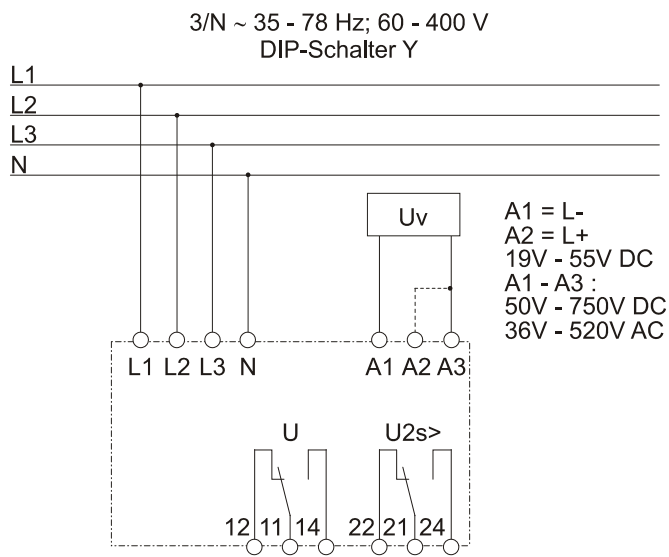 3/N ~ 35 - 78 Hz; 60 - 400 V
DIP-Schalter Y
L1
L2
L3
N
Uv
A1 = L-
A2 = L+
19V - 55V DC
A1 - A3 :
50V - 750V DC
36V - 520V AC
L1 L2 L3 N A1 A2 A3
U U2s>
12 11 14 22 21 24